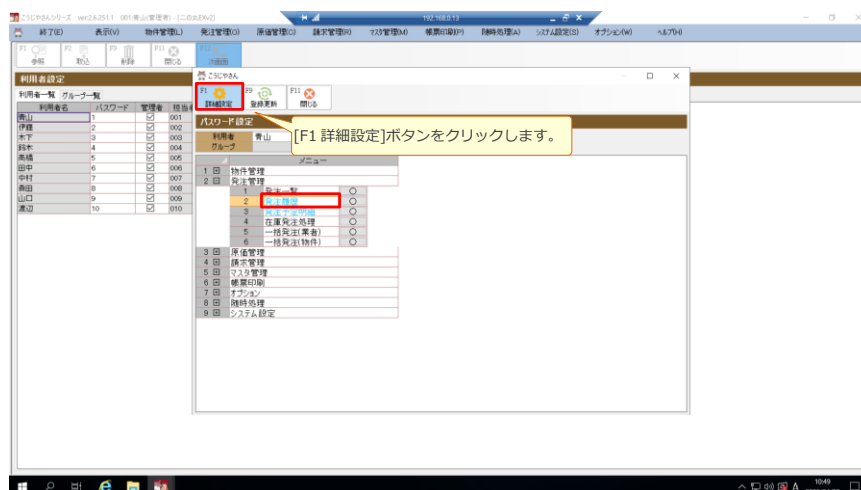 こうじやさんシリーズ ver:2.6.251.1 001:青山(管理者) - [二の丸EXv2]
192.168.0.13
終了(E) 表示(V) 物件管理(L) 発注管理(O) 原価管理(C) 請求管理(R) マスタ管理(M) 帳票印刷(P) 随時処理(A) システム設定(S) オプション(W) ヘルプ(H)
F1 F2 F9 F11
参照 取込 削除 閉じる 次画面
利用者設定
利用者一覧 グループ一覧
利用者名 パスワード 管理者 担当者
青山 1 001
伊藤 2 002
木下 3 003
鈴木 4 004
高橋 5 005
田中 6 006
中村 7 007
森田 8 008
山口 9 009
渡辺 10 010
こうじやさん
F1 F9 F11
詳細設定 登録更新 閉じる
パスワード設定
利用者 青山
グループ
[F1 詳細設定]ボタンをクリックします。
メニュー
1 物件管理
2 発注管理
1 発注一覧 ○
2 発注履歴 ○
3 発注予定明細 ○
4 在庫発注処理 ○
5 一括発注(業者) ○
6 一括発注(物件) ○
3 原価管理
4 請求管理
5 マスタ管理
6 帳票印刷
7 オプション
8 随時処理
9 システム設定
A 10:49